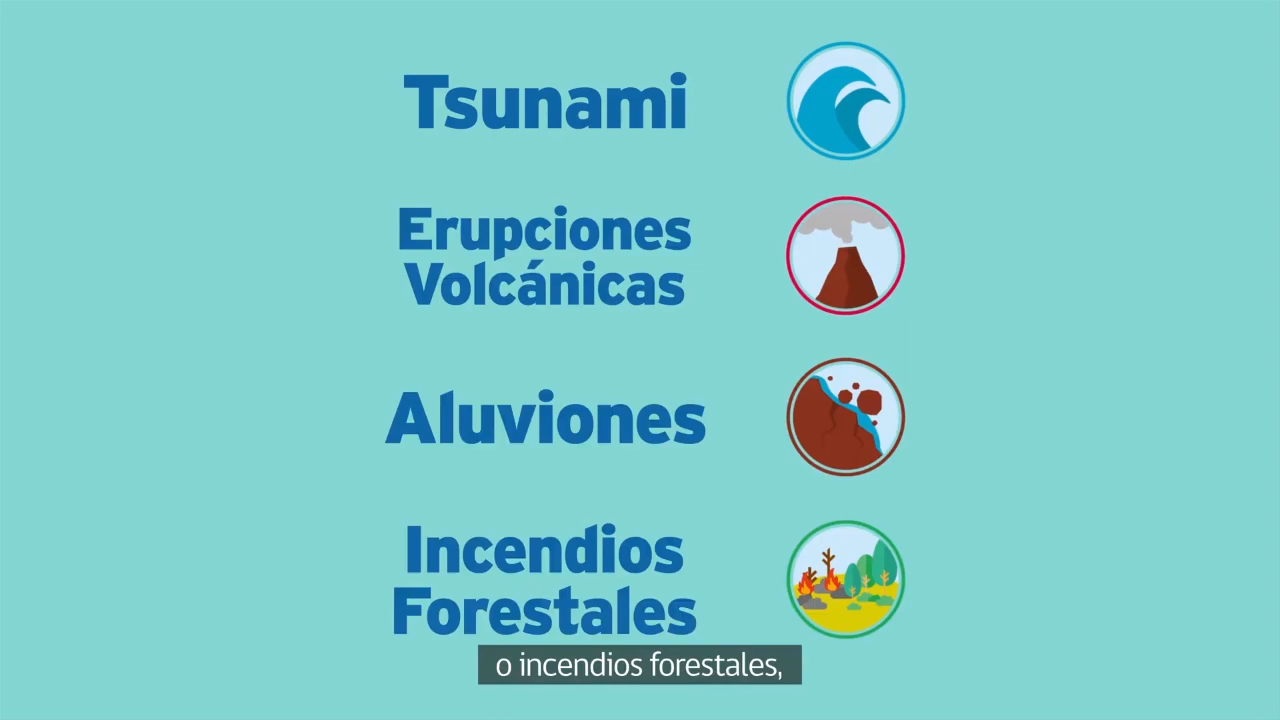 Tsunami
Erupciones
Volcánicas
Aluviones
Incendios
Forestales
o incendios forestales,